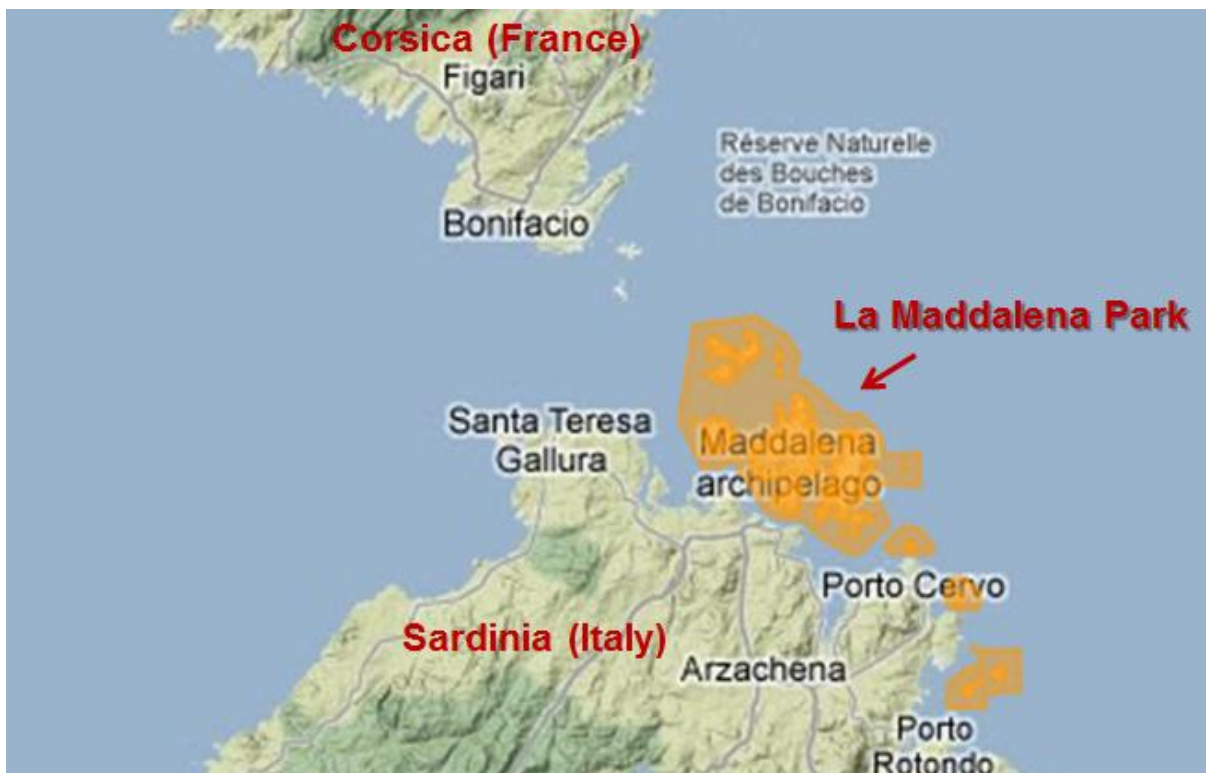 Corsica (France)
Figari
Réserve Naturelle
des Bouches
de Bonifacio
Bonifacio
La Maddalena Park
Santa Teresa
Gallura
Maddalena
archipelago
Porto Cervo
Sardinia (Italy)
Arzachena
Porto
Rotondo